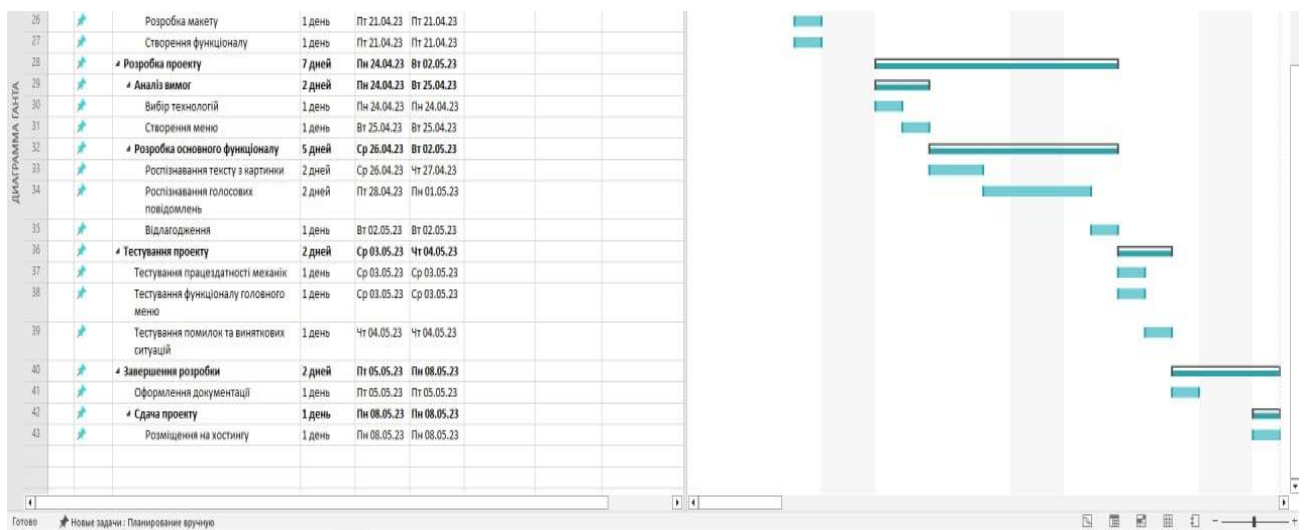 ДИАГРАММА ГАНТА
26 Розробка макету 1 день Пт 21.04.23 Пт 21.04.23
27 Створення функціоналу 1 день Пт 21.04.23 Пт 21.04.23
28 Розробка проекту 7 дней Пн 24.04.23 Вт 02.05.23
29 Аналіз вимог 2 дней Пн 24.04.23 Вт 25.04.23
30 Вибір технологій 1 день Пн 24.04.23 Пн 24.04.23
31 Створення меню 1 день Вт 25.04.23 Вт 25.04.23
32 Розробка основного функціоналу 5 дней Ср 26.04.23 Вт 02.05.23
33 Роспізнавання тексту з картинки 2 дней Ср 26.04.23 Чт 27.04.23
34 Роспізнавання голосових 2 дней Пт 28.04.23 Пн 01.05.23
повідомлень
35 Відлагодження 1 день Вт 02.05.23 Вт 02.05.23
36 Тестування проекту 2 дней Ср 03.05.23 Чт 04.05.23
37 Тестування працездатності механік 1 день Ср 03.05.23 Ср 03.05.23
38 Тестування функціоналу головного 1 день Ср 03.05.23 Ср 03.05.23
меню
39 Тестування помилок та виняткових 1 день Чт 04.05.23 Чт 04.05.23
ситуацій
40 Завершення розробки 2 дней Пт 05.05.23 Пн 08.05.23
41 Оформлення документації 1 день Пт 05.05.23 Пт 05.05.23
42 Сдача проекту 1 день Пн 08.05.23 Пн 08.05.23
43 Розміщення на хостингу 1 день Пн 08.05.23 Пн 08.05.23
Готово Новые задачи : Планирование вручную